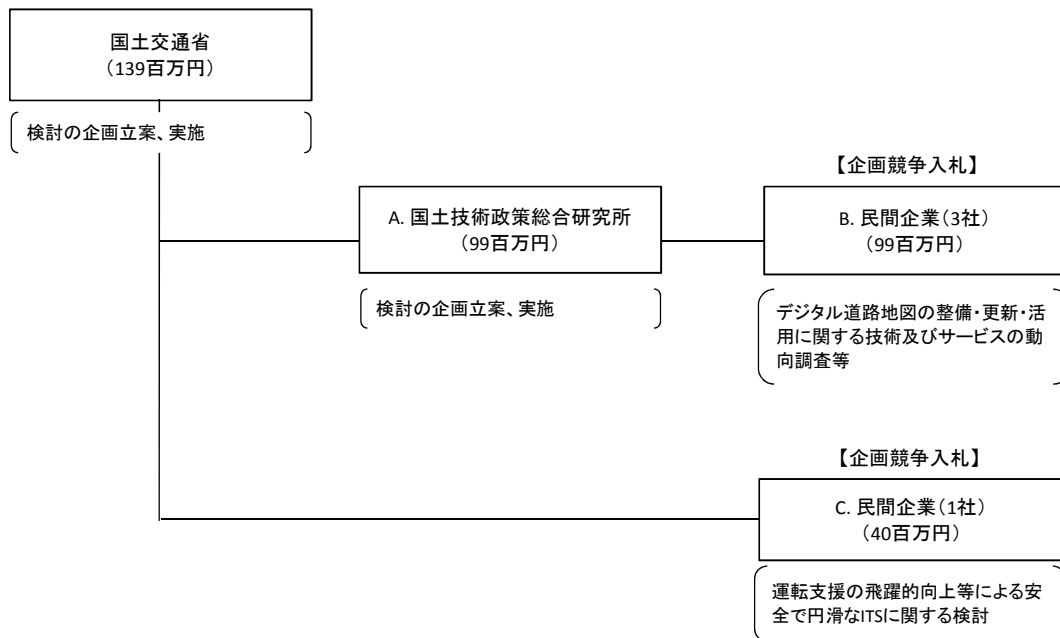 国土交通省
（139百万円）
検討の企画立案、実施
A. 国土技術政策総合研究所
（99百万円）
検討の企画立案、実施
【企画競争入札】
B. 民間企業（3社）
（99百万円）
デジタル道路地図の整備・更新・活
用に関する技術及びサービスの動
向調査等
【企画競争入札】
C. 民間企業（1社）
（40百万円）
運転支援の飛躍的向上等による安
全で円滑なITSに関する検討